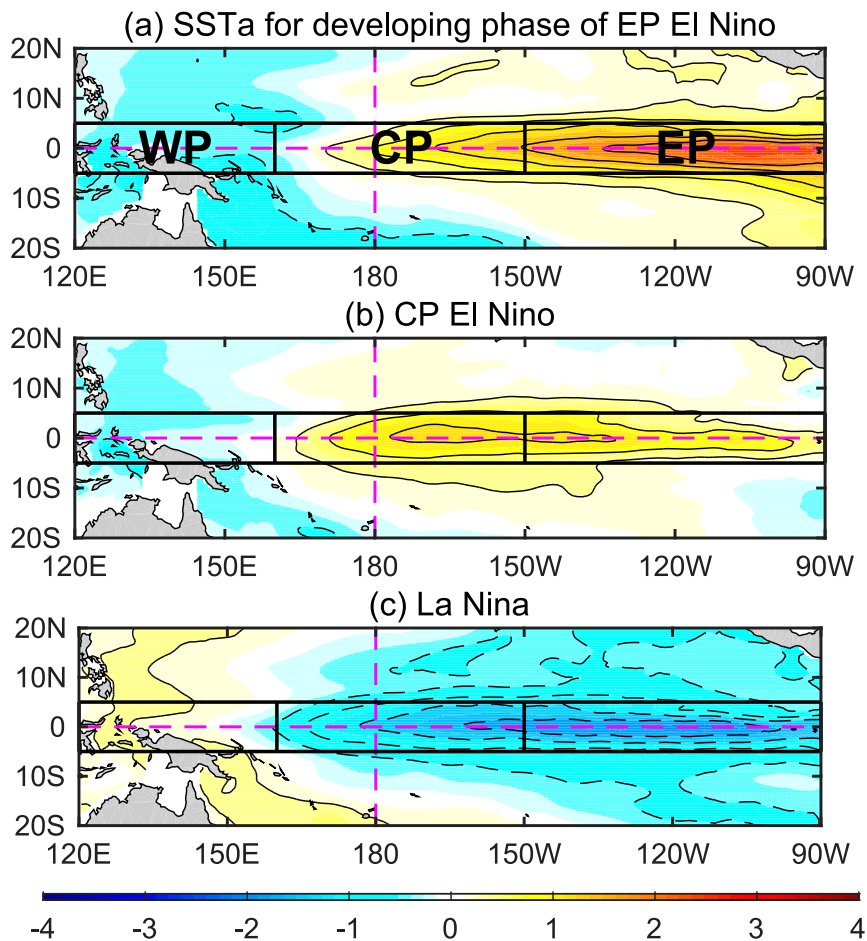 (a) SSTa for developing phase of EP El Nino
20N
10N
0
10S
20S
WP CP EP
120E 150E 180 150W 120W 90W
(b) CP El Nino
20N
10N
0
10S
20S
120E 150E 180 150W 120W 90W
(c) La Nina
20N
10N
0
10S
20S
120E 150E 180 150W 120W 90W
-4 -3 -2 -1 0 1 2 3 4